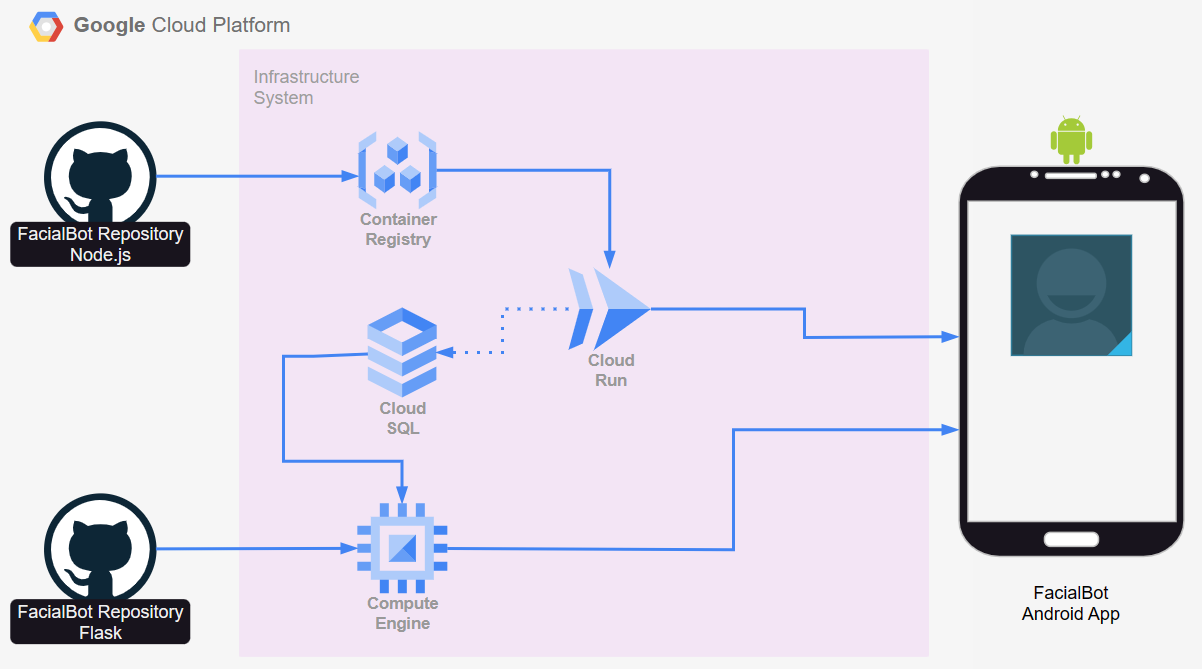 Google Cloud Platform
Infrastructure
System
FacialBot Repository
Node.js
Container
Registry
Cloud
Run
Cloud
SQL
FacialBot Repository
Flask
Compute
Engine
FacialBot
Android App